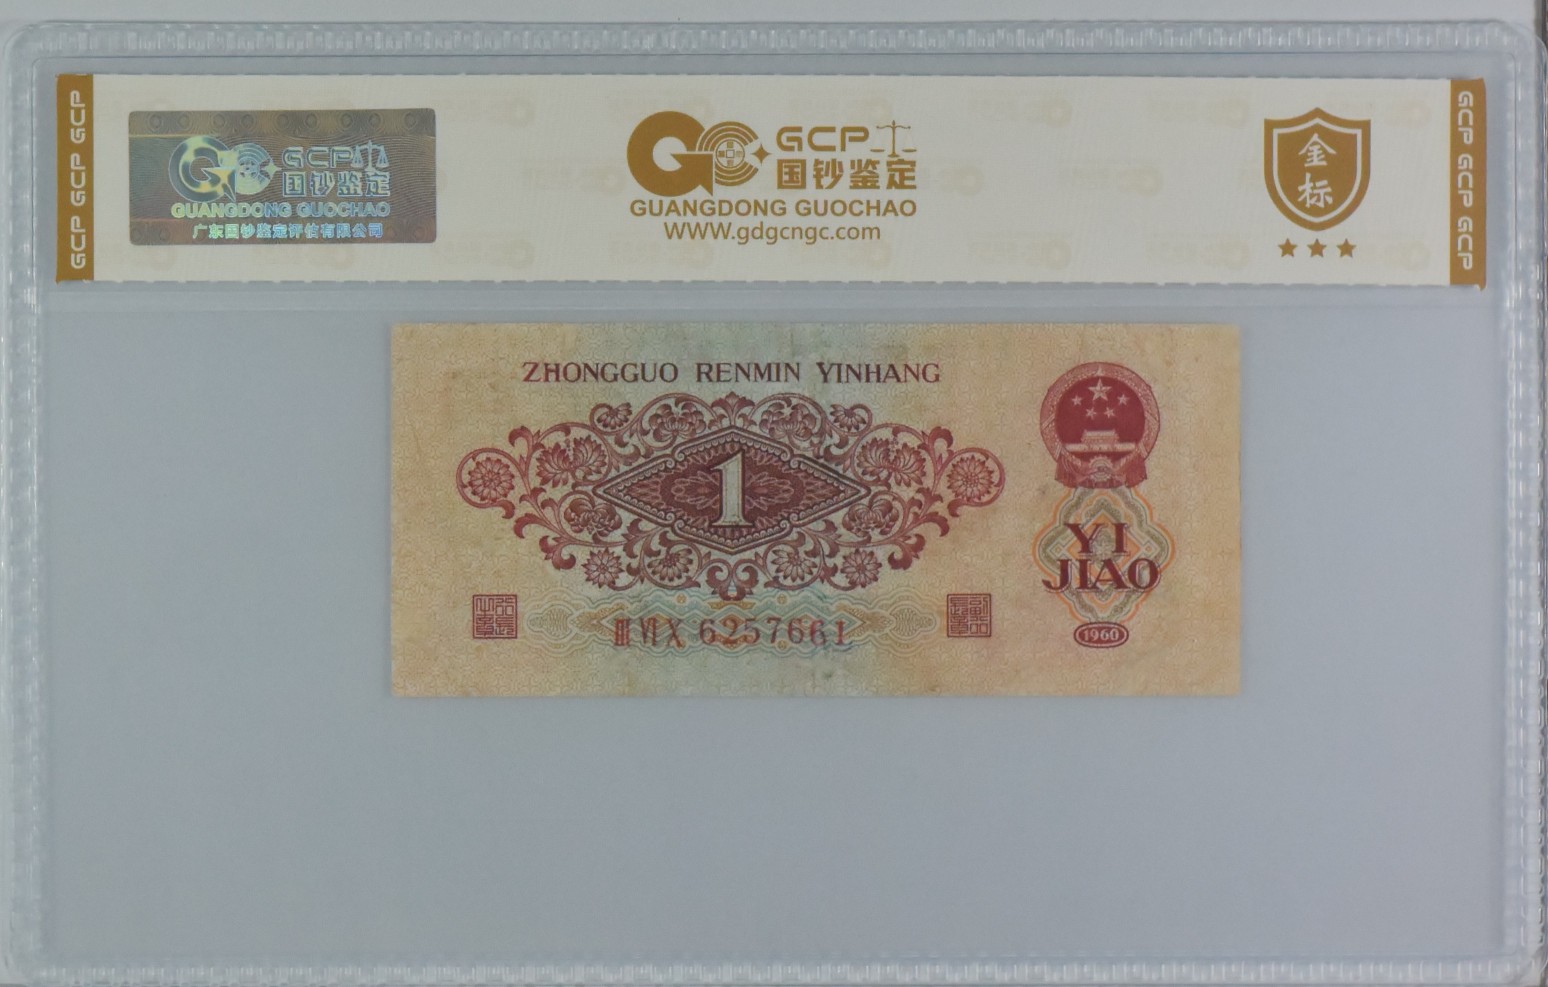 GCP GCP GCP
GCP
国钞鉴定
GUANGDONG GUOCHAO
广东国钞鉴定评估有限公司
GCP
国钞鉴定
GUANGDONG GUOCHAO
WWW.gdgcngc.com
金
标
GCP GCP GCP
ZHONGGUO RENMIN YINHANG
1
YI
JIAO
III VI X 6257661
1960